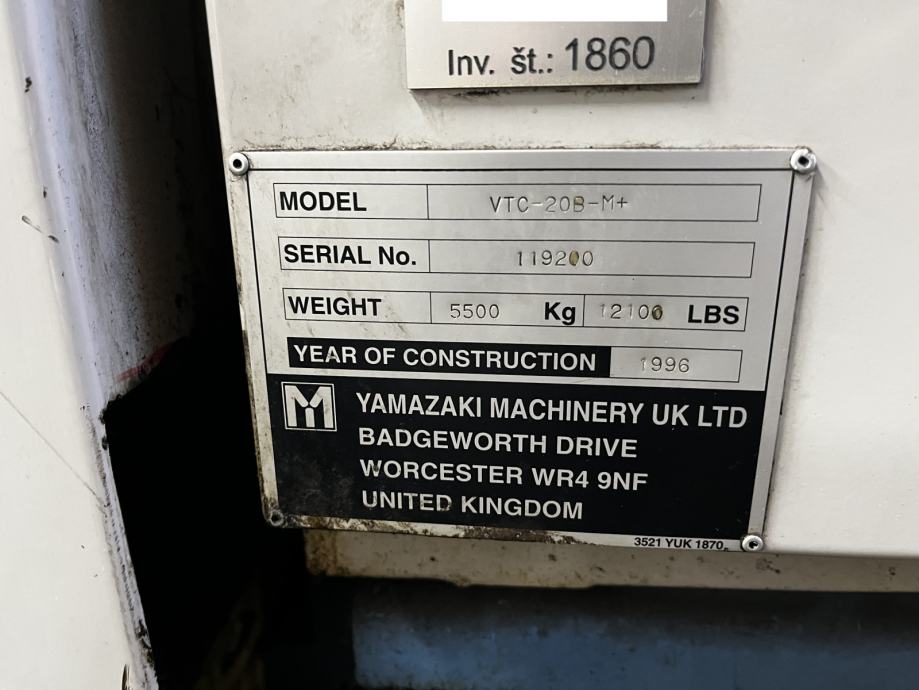 Inv. št.: 1860
MODEL VTC-20B-M+
SERIAL No. 119200
WEIGHT 5500 Kg 12100 LBS
YEAR OF CONSTRUCTION 1996
YAMAZAKI MACHINERY UK LTD
BADGEWORTH DRIVE
WORCESTER WR4 9NF
UNITED KINGDOM
3521 YUK 1870